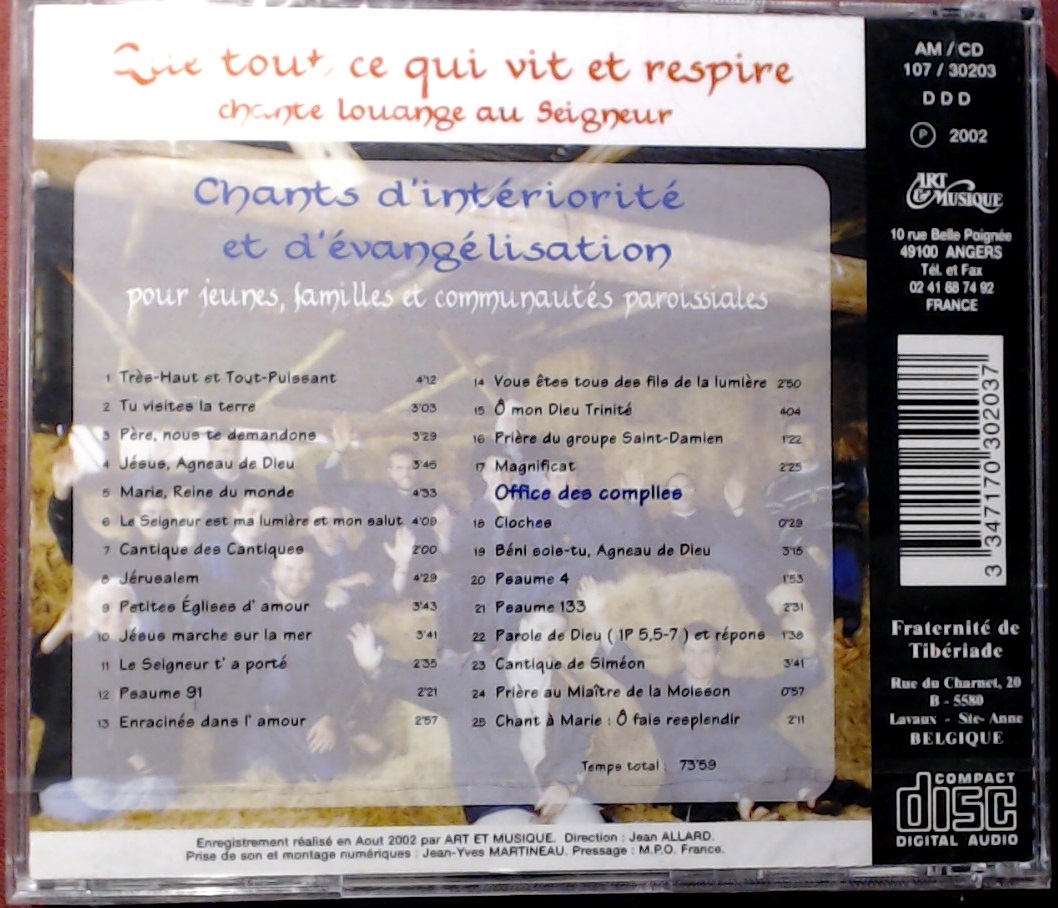 Que tout ce qui vit et respire
chante louange au Seigneur
Chants d'intériorité
et d'évangélisation
pour jeunes, familles et communautés paroissiales
1 Très-Haut et Tout-Puissant 4'12
2 Tu visites la terre 3'03
3 Père, nous te demandons 3'29
4 Jésus, Agneau de Dieu 3'45
5 Marie, Reine du monde 4'33
6 Le Seigneur est ma lumière et mon salut 4'09
7 Cantique des Cantiques 2'00
8 Jérusalem 4'29
9 Petites Églises d' amour 3'43
10 Jésus marche sur la mer 3'41
11 Le Seigneur t' a porté 2'35
12 Psaume 91 2'21
13 Enracinés dans l' amour 2'57
14 Vous êtes tous des fils de la lumière 2'50
15 Ô mon Dieu Trinité 4'04
16 Prière du groupe Saint-Damien 1'22
17 Magnificat 2'25
Office des complies
18 Cloches 0'29
19 Béni sois-tu, Agneau de Dieu 3'15
20 Psaume 4 1'53
21 Psaume 133 2'31
22 Parole de Dieu ( 1P 5,5-7 ) et répons 1'38
23 Cantique de Siméon 3'41
24 Prière au Miaître de la Moisson 0'57
25 Chant à Marie : Ô fais resplendir 2'11
Temps total : 73'59
Enregistrement réalisé en Aout 2002 par ART ET MUSIQUE. Direction : Jean ALLARD.
Prise de son et montage numériques : Jean-Yves MARTINEAU. Pressage : M.P.O. France.
AM / CD
107 / 30203
D D D
℗ 2002
ART
& MUSIQUE
10 rue Belle Poignée
49100 ANGERS
Tél. et Fax
02 41 88 74 92
FRANCE
3 347170 302037
Fraternité de
Tibériade
Rue du Charnet, 20
B - 5580
Lavaux - Ste- Anne
BELGIQUE
COMPACT
disc
DIGITAL AUDIO